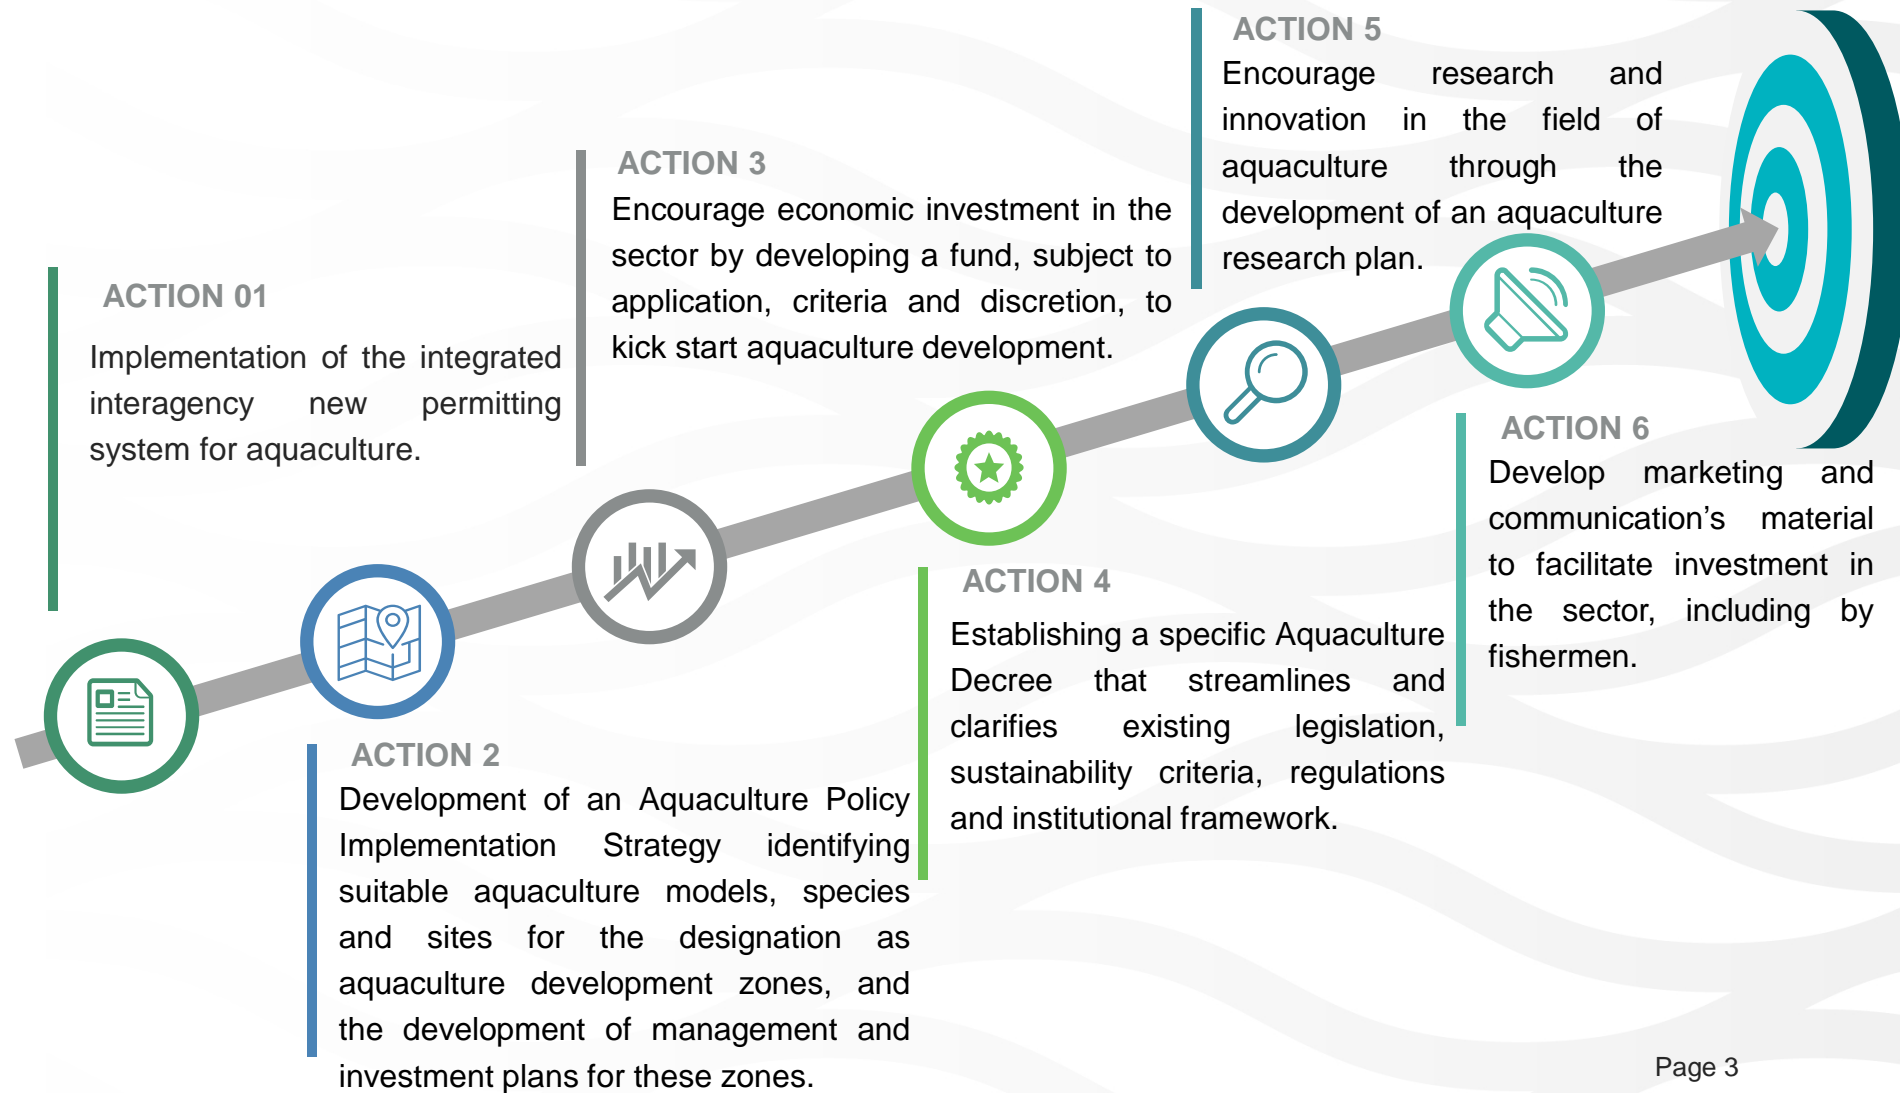 ACTION 01
Implementation of the integrated
interagency new permitting
system for aquaculture.
ACTION 2
Development of an Aquaculture Policy
Implementation Strategy identifying
suitable aquaculture models, species
and sites for the designation as
aquaculture development zones, and
the development of management and
investment plans for these zones.
ACTION 3
Encourage economic investment in the
sector by developing a fund, subject to
application, criteria and discretion, to
kick start aquaculture development.
ACTION 4
Establishing a specific Aquaculture
Decree that streamlines and
clarifies existing legislation,
sustainability criteria, regulations
and institutional framework.
ACTION 5
Encourage research and
innovation in the field of
aquaculture through the
development of an aquaculture
research plan.
ACTION 6
Develop marketing and
communication’s material
to facilitate investment in
the sector, including by
fishermen.
Page 3